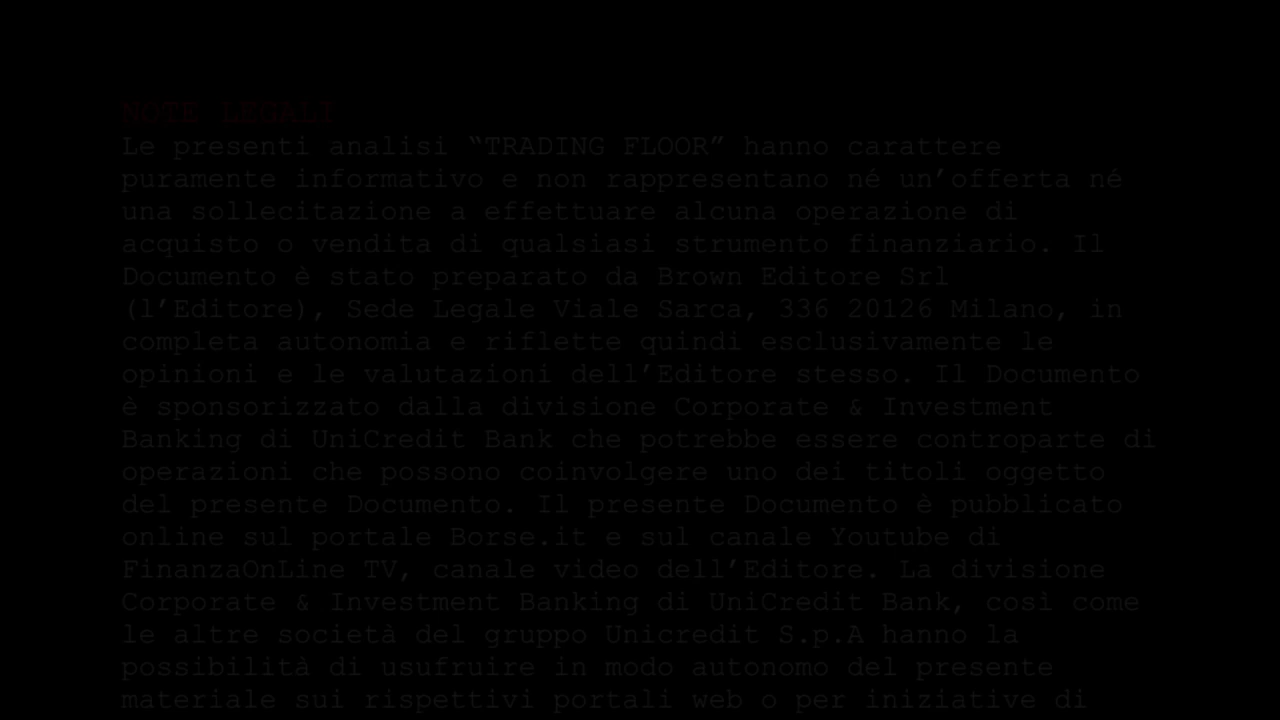 NOTE LEGALI
Le presenti analisi “TRADING FLOOR” hanno carattere
puramente informativo e non rappresentano né un’offerta né
una sollecitazione a effettuare alcuna operazione di
acquisto o vendita di qualsiasi strumento finanziario. Il
Documento è stato preparato da Brown Editore Srl
(l’Editore), Sede Legale Viale Sarca, 336 20126 Milano, in
completa autonomia e riflette quindi esclusivamente le
opinioni e le valutazioni dell’Editore stesso. Il Documento
è sponsorizzato dalla divisione Corporate & Investment
Banking di UniCredit Bank che potrebbe essere controparte di
operazioni che possono coinvolgere uno dei titoli oggetto
del presente Documento. Il presente Documento è pubblicato
online sul portale Borse.it e sul canale Youtube di
FinanzaOnLine TV, canale video dell’Editore. La divisione
Corporate & Investment Banking di UniCredit Bank, così come
le altre società del gruppo Unicredit S.p.A hanno la
possibilità di usufruire in modo autonomo del presente
materiale sui rispettivi portali web o per iniziative di